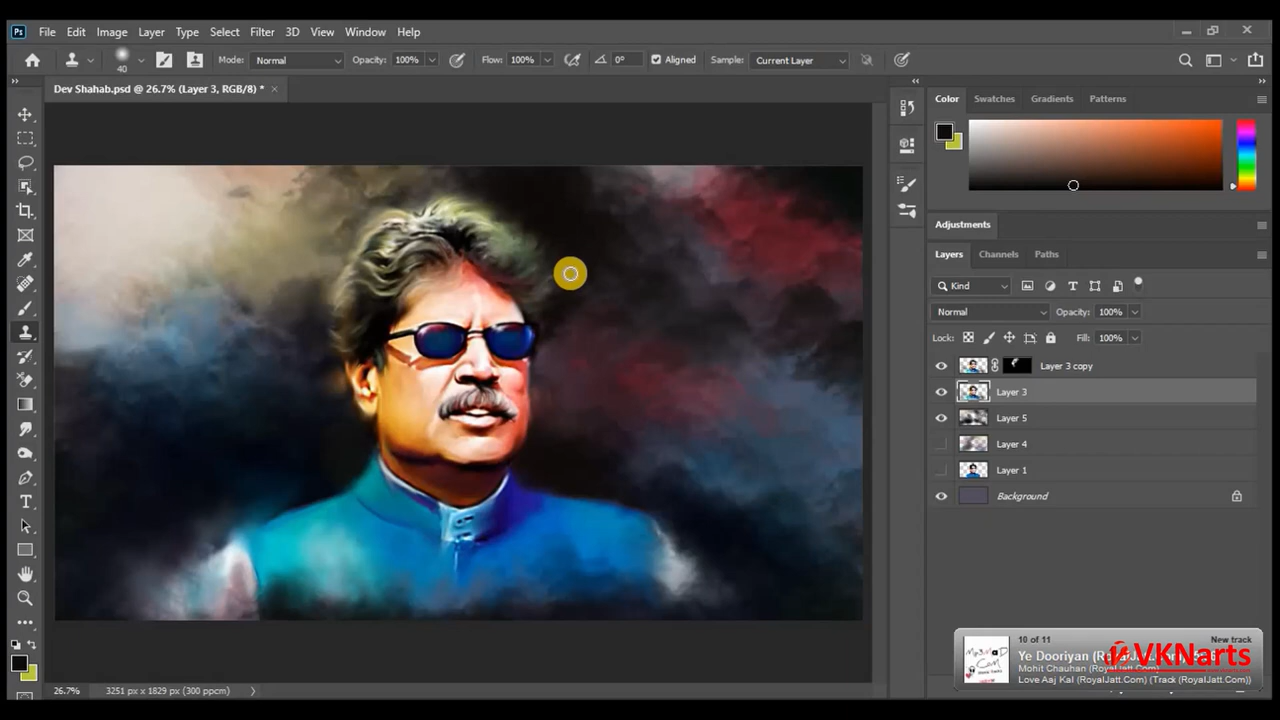 Ps File Edit Image Layer Type Select Filter 3D View Window Help
40 Mode: Normal Opacity: 100% Flow: 100% 0° Aligned Sample: Current Layer
Dev Shahab.psd @ 26.7% (Layer 3, RGB/8) *
Color Swatches Gradients Patterns
Adjustments
Layers Channels Paths
Kind
Normal Opacity: 100%
Lock: Fill: 100%
Layer 3 copy
Layer 3
Layer 5
Layer 4
Layer 1
Background
10 of 11 New track
Ye Dooriyan
VKNarts
Mohit Chauhan (RoyalJatt.Com)
Love Aaj Kal (RoyalJatt.Com) (Track (RoyalJatt.Com))
26.7% 3251 px x 1829 px (300 ppcm)